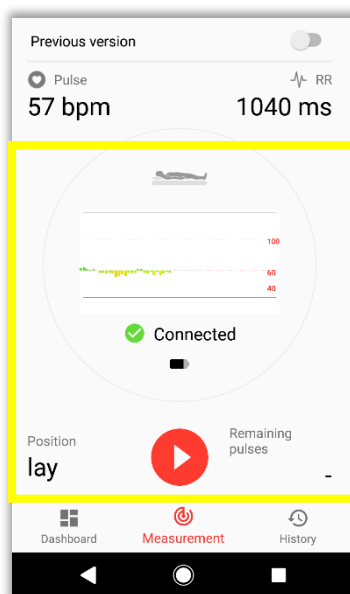 Previous version
Pulse
RR
57 bpm
1040 ms
100
60
40
Connected
Position
lay
Remaining
pulses
-
Dashboard
Measurement
History